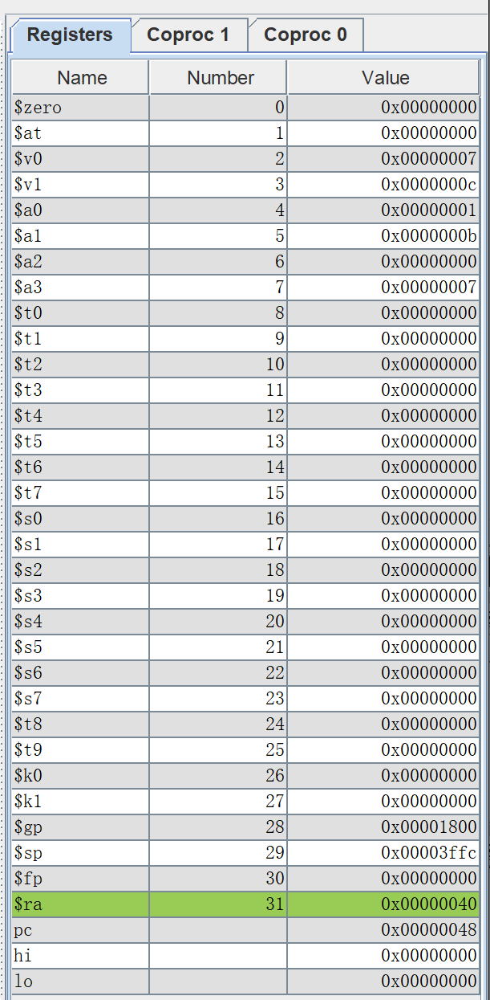 Registers Coproc 1 Coproc 0
Name Number Value
$zero 0 0x00000000
$at 1 0x00000000
$v0 2 0x00000007
$v1 3 0x0000000c
$a0 4 0x00000001
$a1 5 0x0000000b
$a2 6 0x00000000
$a3 7 0x00000007
$t0 8 0x00000000
$t1 9 0x00000000
$t2 10 0x00000000
$t3 11 0x00000000
$t4 12 0x00000000
$t5 13 0x00000000
$t6 14 0x00000000
$t7 15 0x00000000
$s0 16 0x00000000
$s1 17 0x00000000
$s2 18 0x00000000
$s3 19 0x00000000
$s4 20 0x00000000
$s5 21 0x00000000
$s6 22 0x00000000
$s7 23 0x00000000
$t8 24 0x00000000
$t9 25 0x00000000
$k0 26 0x00000000
$k1 27 0x00000000
$gp 28 0x00001800
$sp 29 0x00003ffc
$fp 30 0x00000000
$ra 31 0x00000040
pc 0x00000048
hi 0x00000000
lo 0x00000000